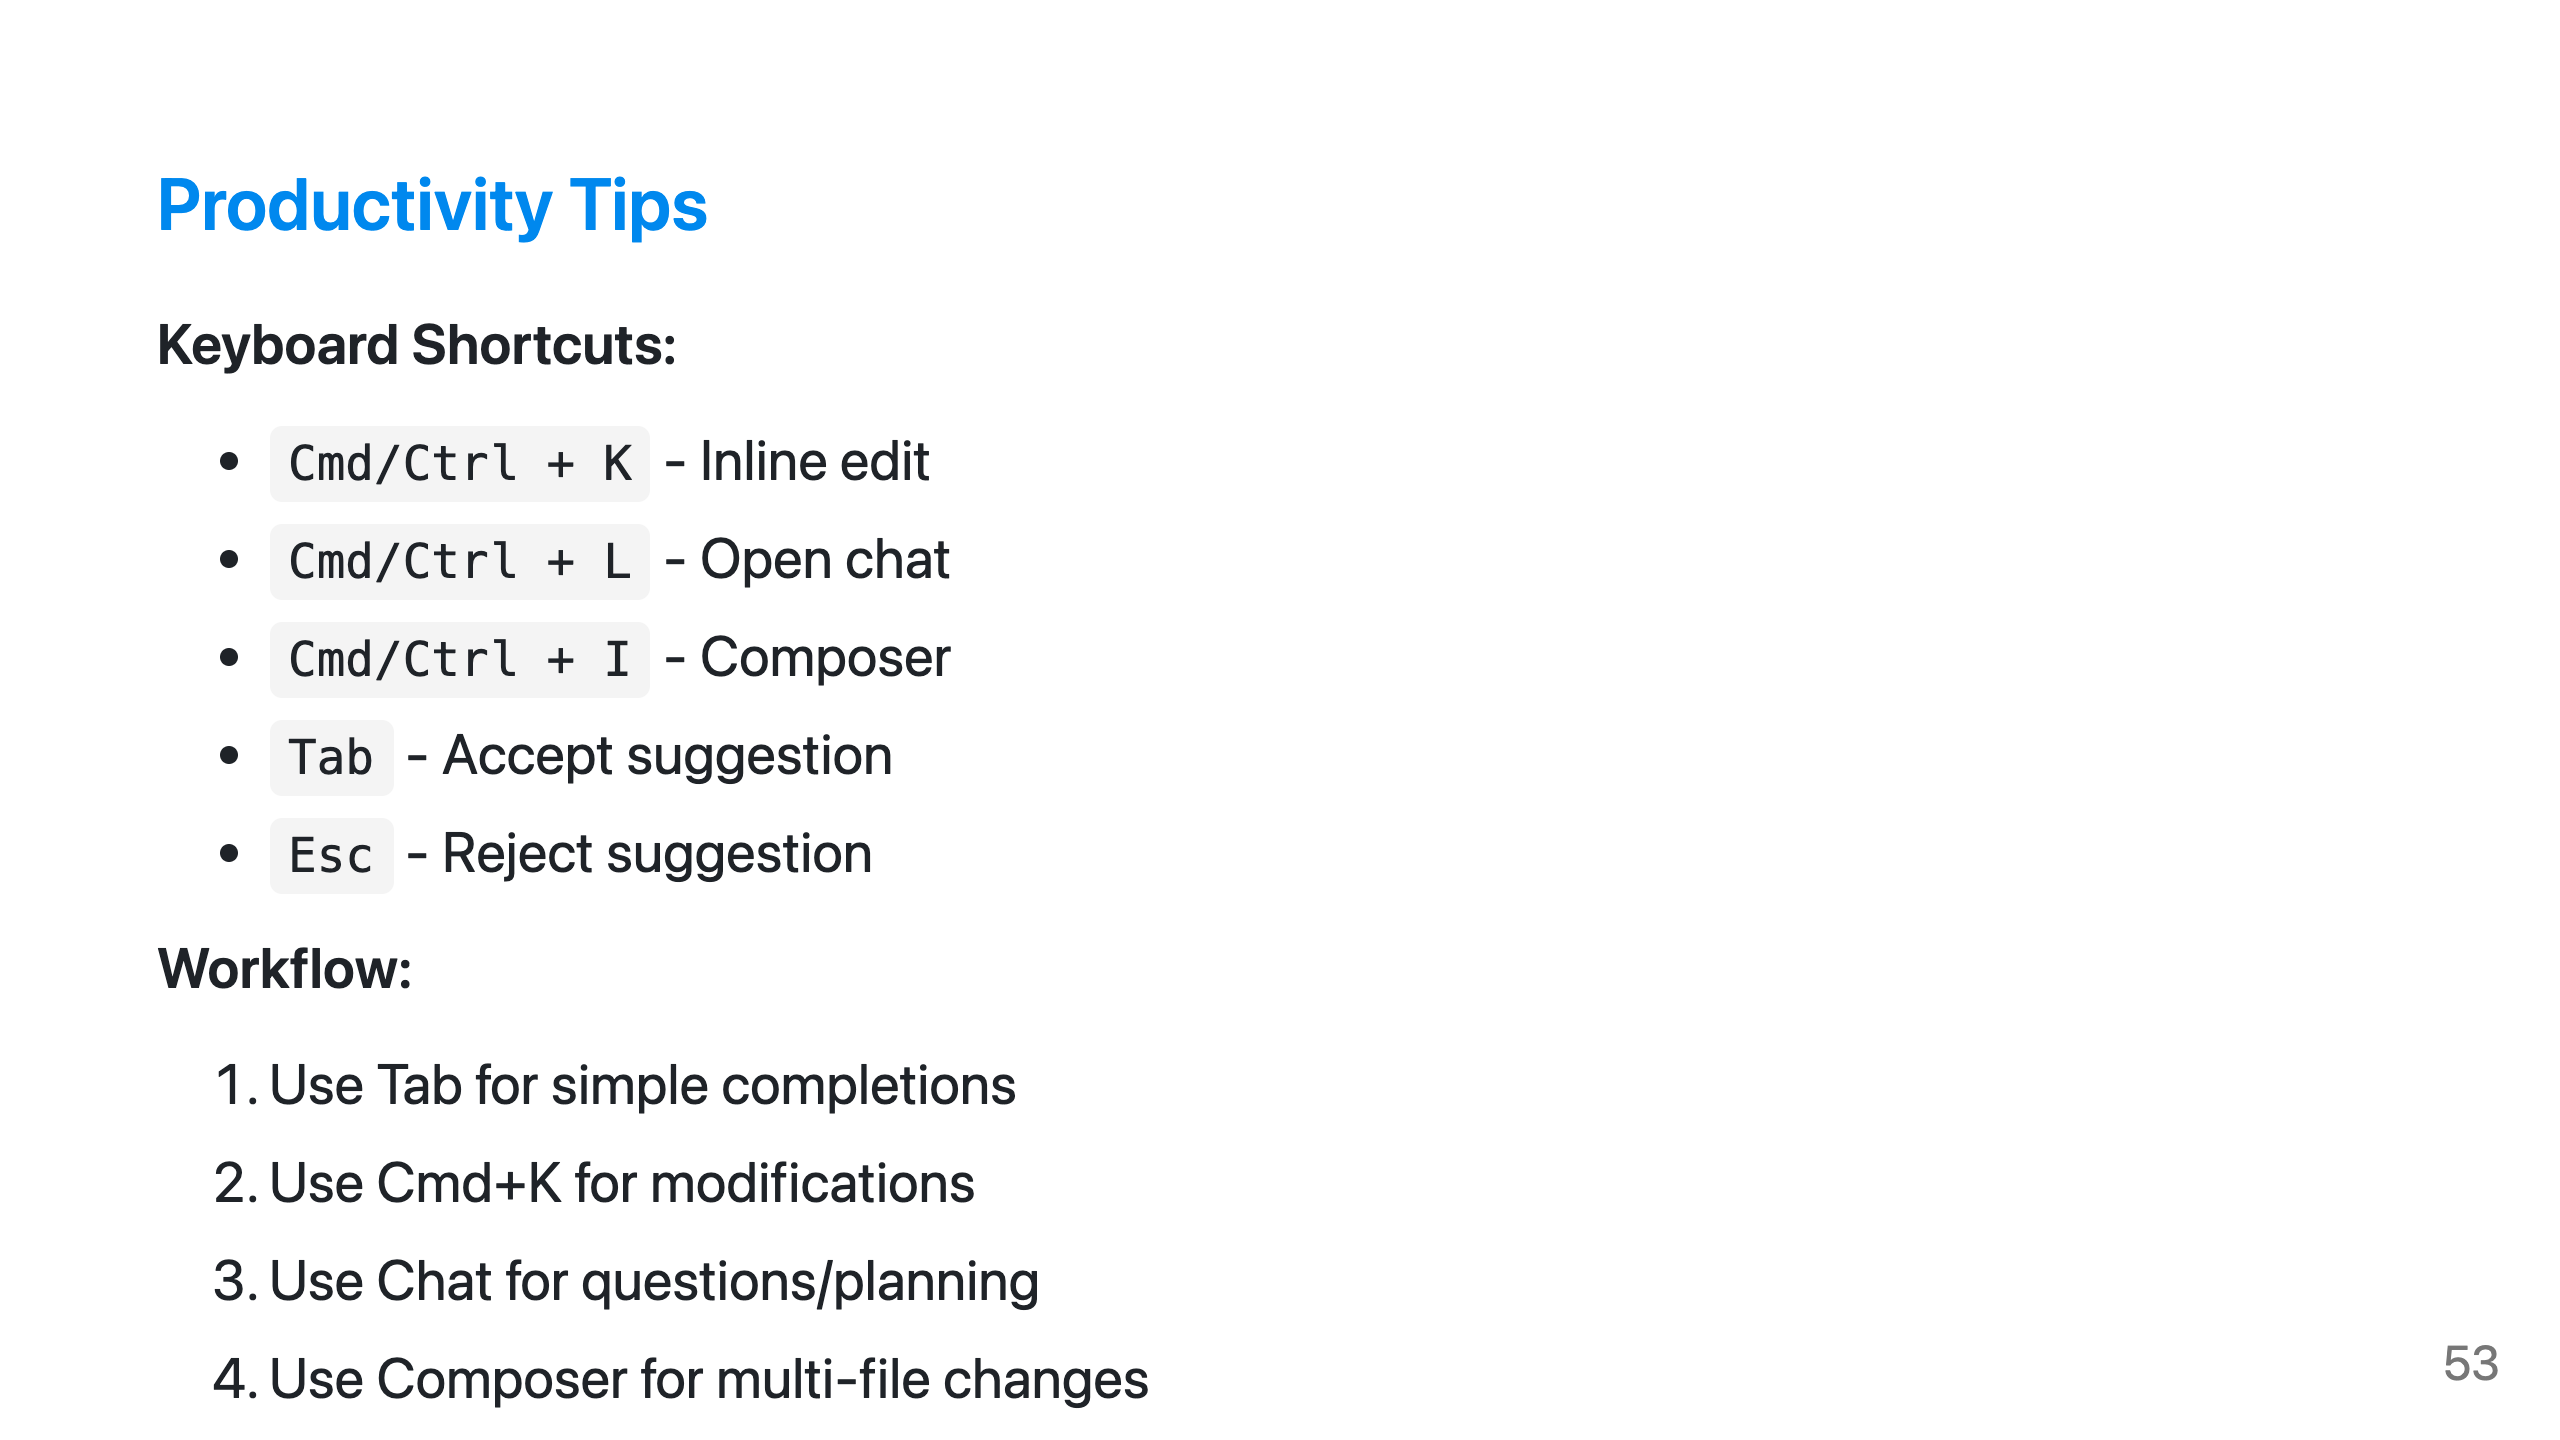 Productivity Tips
Keyboard Shortcuts:
• Cmd/Ctrl + K - Inline edit
• Cmd/Ctrl + L - Open chat
• Cmd/Ctrl + I - Composer
• Tab - Accept suggestion
• Esc - Reject suggestion
Workflow:
1. Use Tab for simple completions
2. Use Cmd+K for modifications
3. Use Chat for questions/planning
4. Use Composer for multi-file changes
53